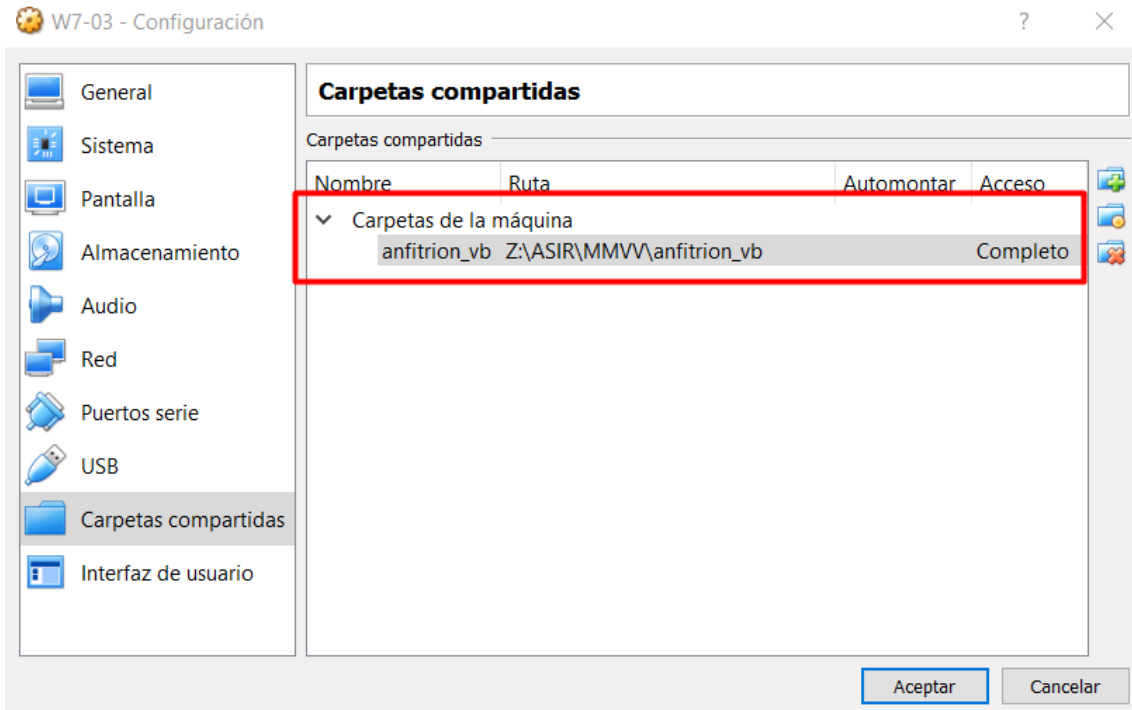 W7-03 - Configuración ?
General
Sistema
Pantalla
Almacenamiento
Audio
Red
Puertos serie
USB
Carpetas compartidas
Interfaz de usuario
Carpetas compartidas
Carpetas compartidas
Nombre Ruta Automontar Acceso
Carpetas de la máquina
anfitrion_vb Z:\ASIR\MMVV\anfitrion_vb Completo
Aceptar Cancelar